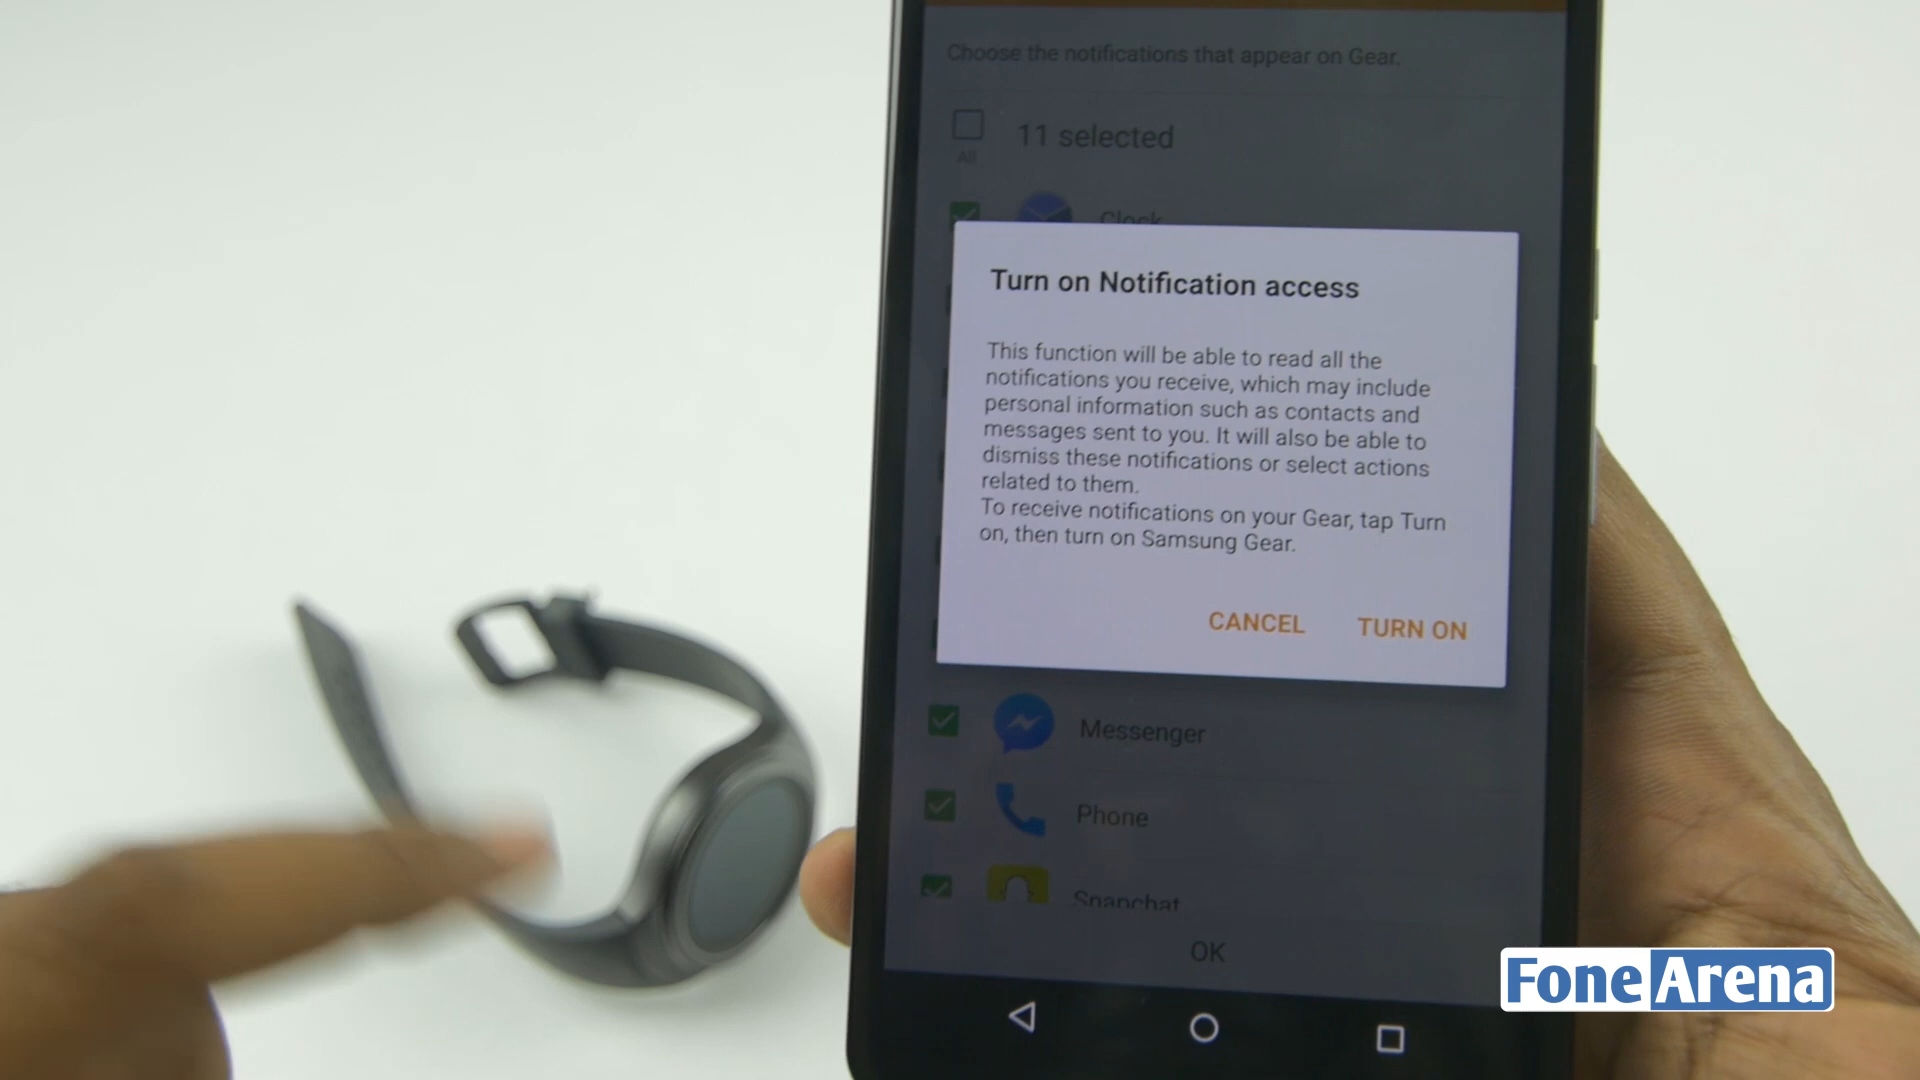 Choose the notifications that appear on Gear.
11 selected
All
Clock
Turn on Notification access
This function will be able to read all the
notifications you receive, which may include
personal information such as contacts and
messages sent to you. It will also be able to
dismiss these notifications or select actions
related to them.
To receive notifications on your Gear, tap Turn
on, then turn on Samsung Gear.
CANCEL TURN ON
Messenger
Phone
Snapchat
OK
FoneArena